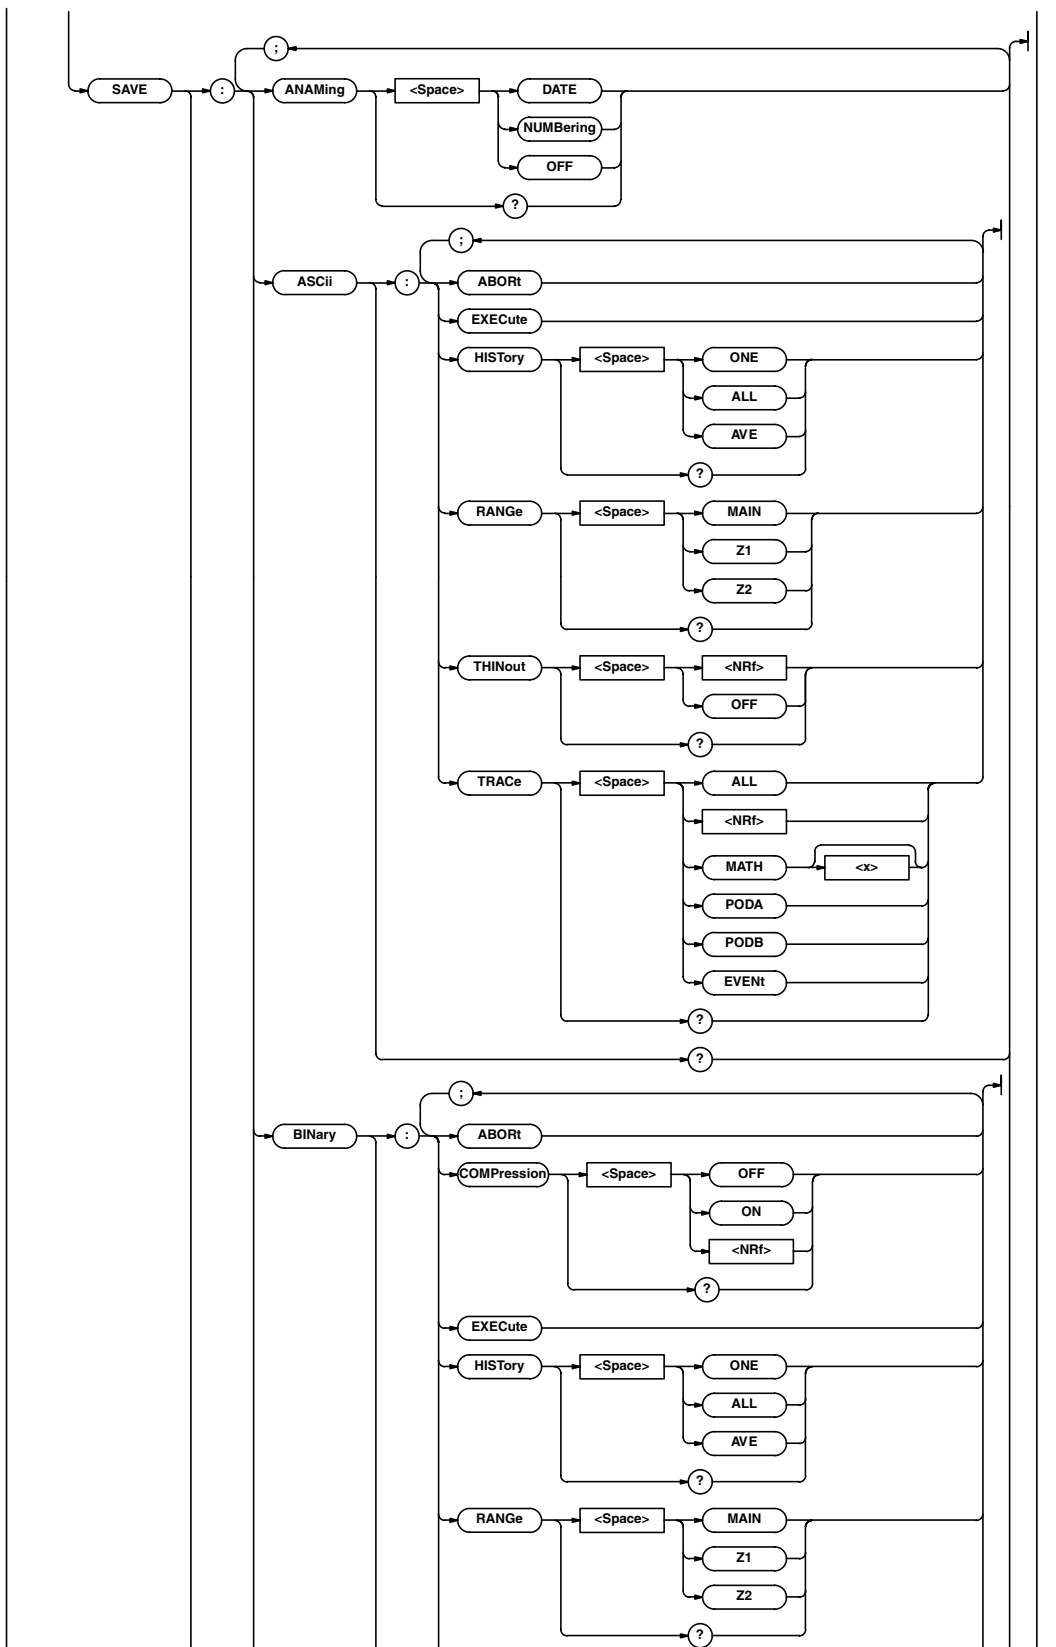 ;
SAVE : ANAMing <Space> DATE
NUMBering
OFF
?
;
ASCii : ABORt
EXECute
HISTory <Space> ONE
ALL
AVE
?
RANGe <Space> MAIN
Z1
Z2
?
THINout <Space> <NRf>
OFF
?
TRACe <Space> ALL
<NRf>
MATH <x>
PODA
PODB
EVENt
?
?
;
BINary : ABORt
COMPression <Space> OFF
ON
<NRf>
?
EXECute
HISTory <Space> ONE
ALL
AVE
?
RANGe <Space> MAIN
Z1
Z2
?